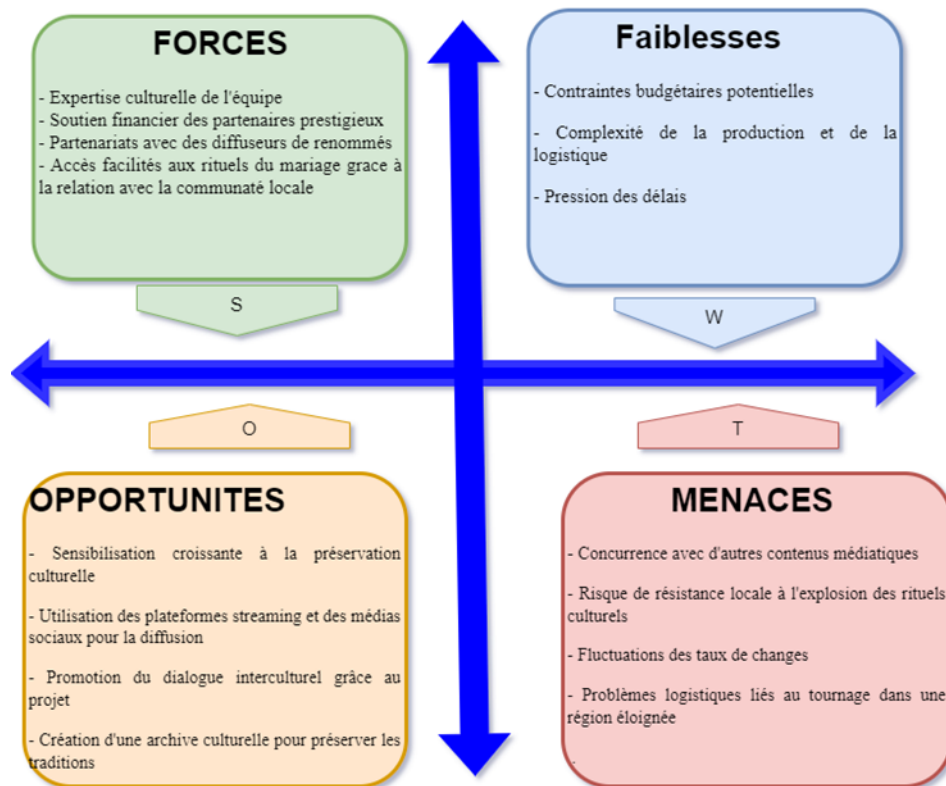 FORCES
- Expertise culturelle de l'équipe
- Soutien financier des partenaires prestigieux
- Partenariats avec des diffuseurs de renommés
- Accès facilités aux rituels du mariage grace à
la relation avec la communaté locale
S
Faiblesses
- Contraintes budgétaires potentielles
- Complexité de la production et de la
logistique
- Pression des délais
W
O
OPPORTUNITES
- Sensibilisation croissante à la préservation
culturelle
- Utilisation des plateformes streaming et des médias
sociaux pour la diffusion
- Promotion du dialogue interculturel grâce au
projet
- Création d'une archive culturelle pour préserver les
traditions
T
MENACES
- Concurrence avec d'autres contenus médiatiques
- Risque de résistance locale à l'explosion des rituels
culturels
- Fluctuations des taux de changes
- Problèmes logistiques liés au tournage dans une
région éloignée
.